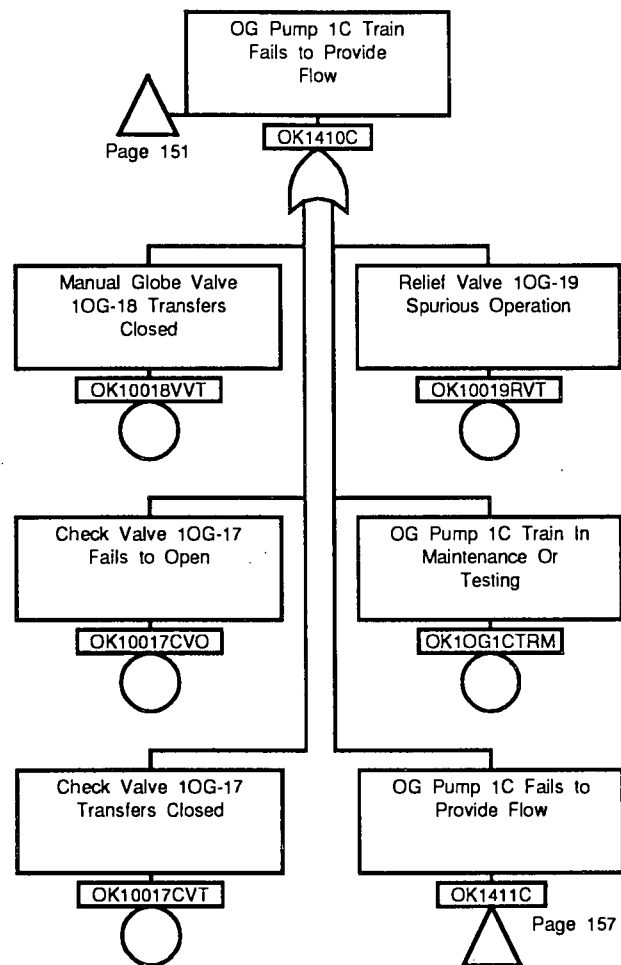 OG Pump 1C Train
Fails to Provide
Flow
Page 151
OK1410C
Manual Globe Valve
1OG-18 Transfers
Closed
OK10018VVT
Relief Valve 1OG-19
Spurious Operation
OK10019RVT
Check Valve 1OG-17
Fails to Open
OK10017CVO
OG Pump 1C Train In
Maintenance Or
Testing
OK1OG1CTRM
Check Valve 1OG-17
Transfers Closed
OK10017CVT
OG Pump 1C Fails to
Provide Flow
OK1411C
Page 157